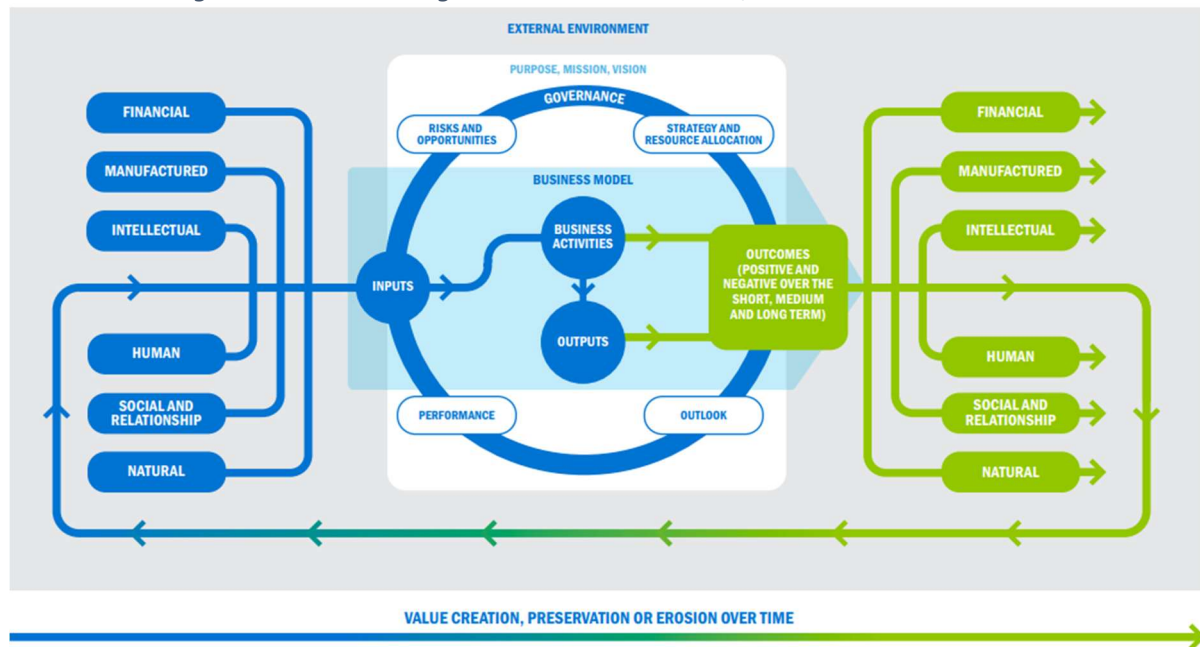 EXTERNAL ENVIRONMENT
PURPOSE, MISSION, VISION
GOVERNANCE
RISKS AND
OPPORTUNITIES
STRATEGY AND
RESOURCE ALLOCATION
FINANCIAL
MANUFACTURED
INTELLECTUAL
HUMAN
SOCIAL AND
RELATIONSHIP
NATURAL
BUSINESS MODEL
INPUTS
BUSINESS
ACTIVITIES
OUTPUTS
OUTCOMES
(POSITIVE AND
NEGATIVE OVER THE
SHORT, MEDIUM
AND LONG TERM)
PERFORMANCE
OUTLOOK
FINANCIAL
MANUFACTURED
INTELLECTUAL
HUMAN
SOCIAL AND
RELATIONSHIP
NATURAL
VALUE CREATION, PRESERVATION OR EROSION OVER TIME